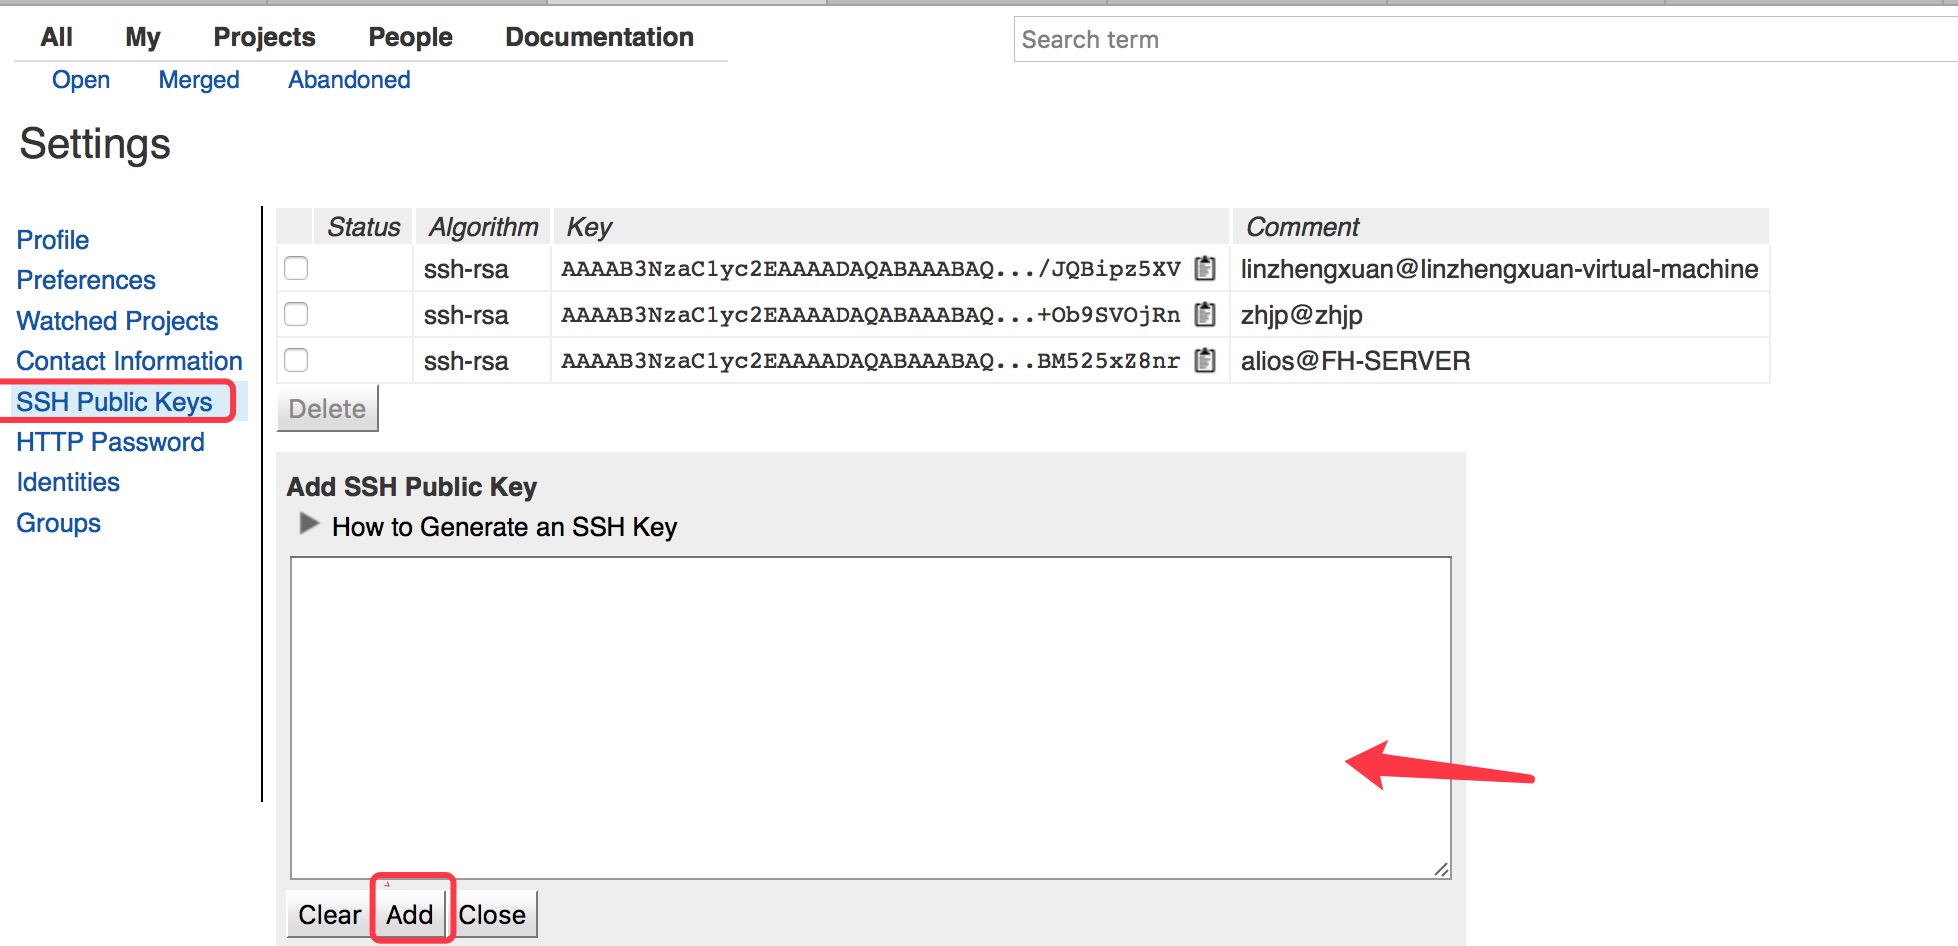 All My Projects People Documentation
Search term
Open Merged Abandoned
Settings
Profile
Preferences
Watched Projects
Contact Information
SSH Public Keys
HTTP Password
Identities
Groups
Status Algorithm Key Comment
ssh-rsa AAAAB3NzaC1yc2EAAAADAQABAAABAQ.../JQBipz5XV linzhengxuan@linzhengxuan-virtual-machine
ssh-rsa AAAAB3NzaC1yc2EAAAADAQABAAABAQ...+Ob9SVOjRn zhjp@zhjp
ssh-rsa AAAAB3NzaC1yc2EAAAADAQABAAABAQ...BM525xZ8nr alios@FH-SERVER
Delete
Add SSH Public Key
How to Generate an SSH Key
Clear Add Close